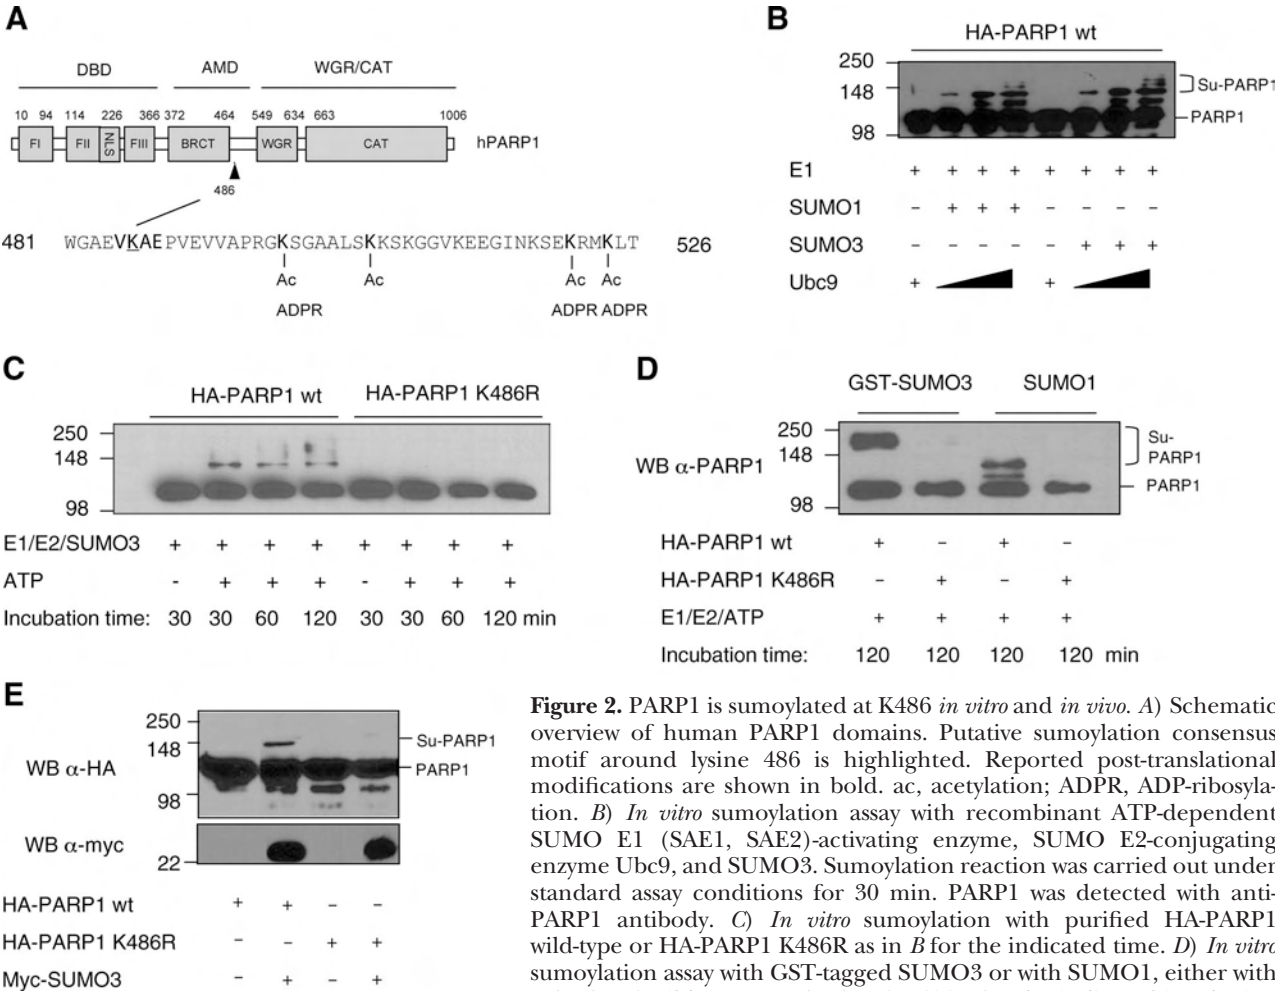 A
DBD AMD WGR/CAT
10 94 114 226 366 372 464 549 634 663 1006
FI FII NLS FIII BRCT WGR CAT hPARP1
486
481 WGAEVKAEPVEVVAPRGKSGAALSKKSKGGVKEEGINKSEKRMKLT 526
Ac Ac Ac Ac
ADPR ADPR ADPR
B
HA-PARP1 wt
250
148 Su-PARP1
PARP1
98
E1 + + + + + + + +
SUMO1 – + + + – – – –
SUMO3 – – – – – + + +
Ubc9 + +
C
HA-PARP1 wt HA-PARP1 K486R
250
148
98
E1/E2/SUMO3 + + + + + + + +
ATP - + + + - + + +
Incubation time: 30 30 60 120 30 30 60 120 min
D
GST-SUMO3 SUMO1
250 Su-
148 PARP1
WB α-PARP1
PARP1
98
HA-PARP1 wt + – + –
HA-PARP1 K486R – + – +
E1/E2/ATP + + + +
Incubation time: 120 120 120 120 min
E
250
148 Su-PARP1
WB α-HA PARP1
98
WB α-myc
22
HA-PARP1 wt + + – –
HA-PARP1 K486R – – + +
Myc-SUMO3 – + – +
Figure 2. PARP1 is sumoylated at K486 in vitro and in vivo. A) Schematic
overview of human PARP1 domains. Putative sumoylation consensus
motif around lysine 486 is highlighted. Reported post-translational
modifications are shown in bold. ac, acetylation; ADPR, ADP-ribosyla-
tion. B) In vitro sumoylation assay with recombinant ATP-dependent
SUMO E1 (SAE1, SAE2)-activating enzyme, SUMO E2-conjugating
enzyme Ubc9, and SUMO3. Sumoylation reaction was carried out under
standard assay conditions for 30 min. PARP1 was detected with anti-
PARP1 antibody. C) In vitro sumoylation with purified HA-PARP1
wild-type or HA-PARP1 K486R as in B for the indicated time. D) In vitro
sumoylation assay with GST-tagged SUMO3 or with SUMO1, either with